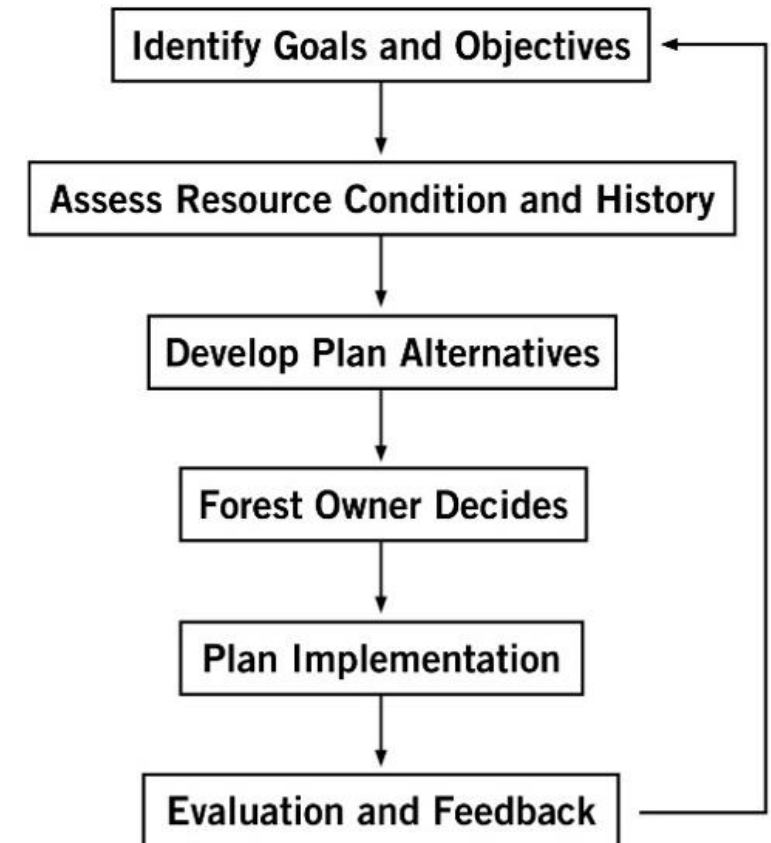 Identify Goals and Objectives
Assess Resource Condition and History
Develop Plan Alternatives
Forest Owner Decides
Plan Implementation
Evaluation and Feedback